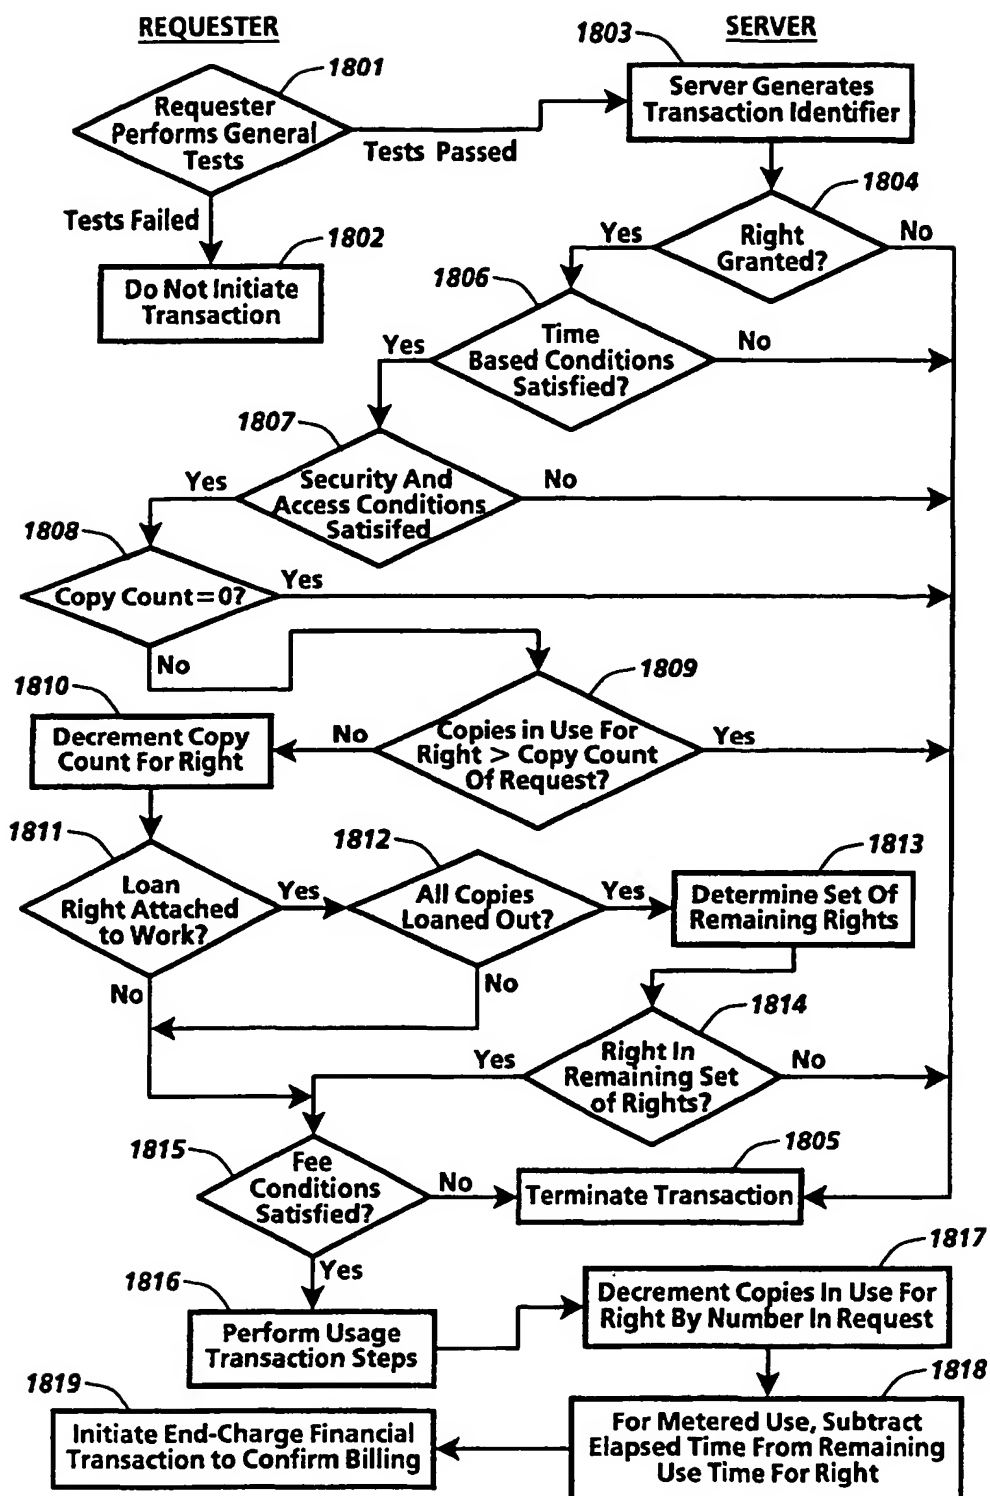 REQUESTER
SERVER
1801
Requester
Performs General
Tests
Tests Passed
1803
Server Generates
Transaction Identifier
Tests Failed
1802
Do Not Initiate
Transaction
1804
Right
Granted?
Yes
No
1806
Time
Based Conditions
Satisfied?
Yes
No
1807
Security And
Access Conditions
Satisifed
Yes
No
1808
Copy Count=0?
Yes
No
1809
Copies in Use For
Right > Copy Count
Of Request?
No
Yes
1810
Decrement Copy
Count For Right
1811
Loan
Right Attached
to Work?
Yes
No
1812
All Copies
Loaned Out?
Yes
No
1813
Determine Set Of
Remaining Rights
1814
Right In
Remaining Set
of Rights?
Yes
No
1815
Fee
Conditions
Satisfied?
No
Yes
1805
Terminate Transaction
1816
Perform Usage
Transaction Steps
1817
Decrement Copies In Use For
Right By Number In Request
1818
For Metered Use, Subtract
Elapsed Time From Remaining
Use Time For Right
1819
Initiate End-Charge Financial
Transaction to Confirm Billing